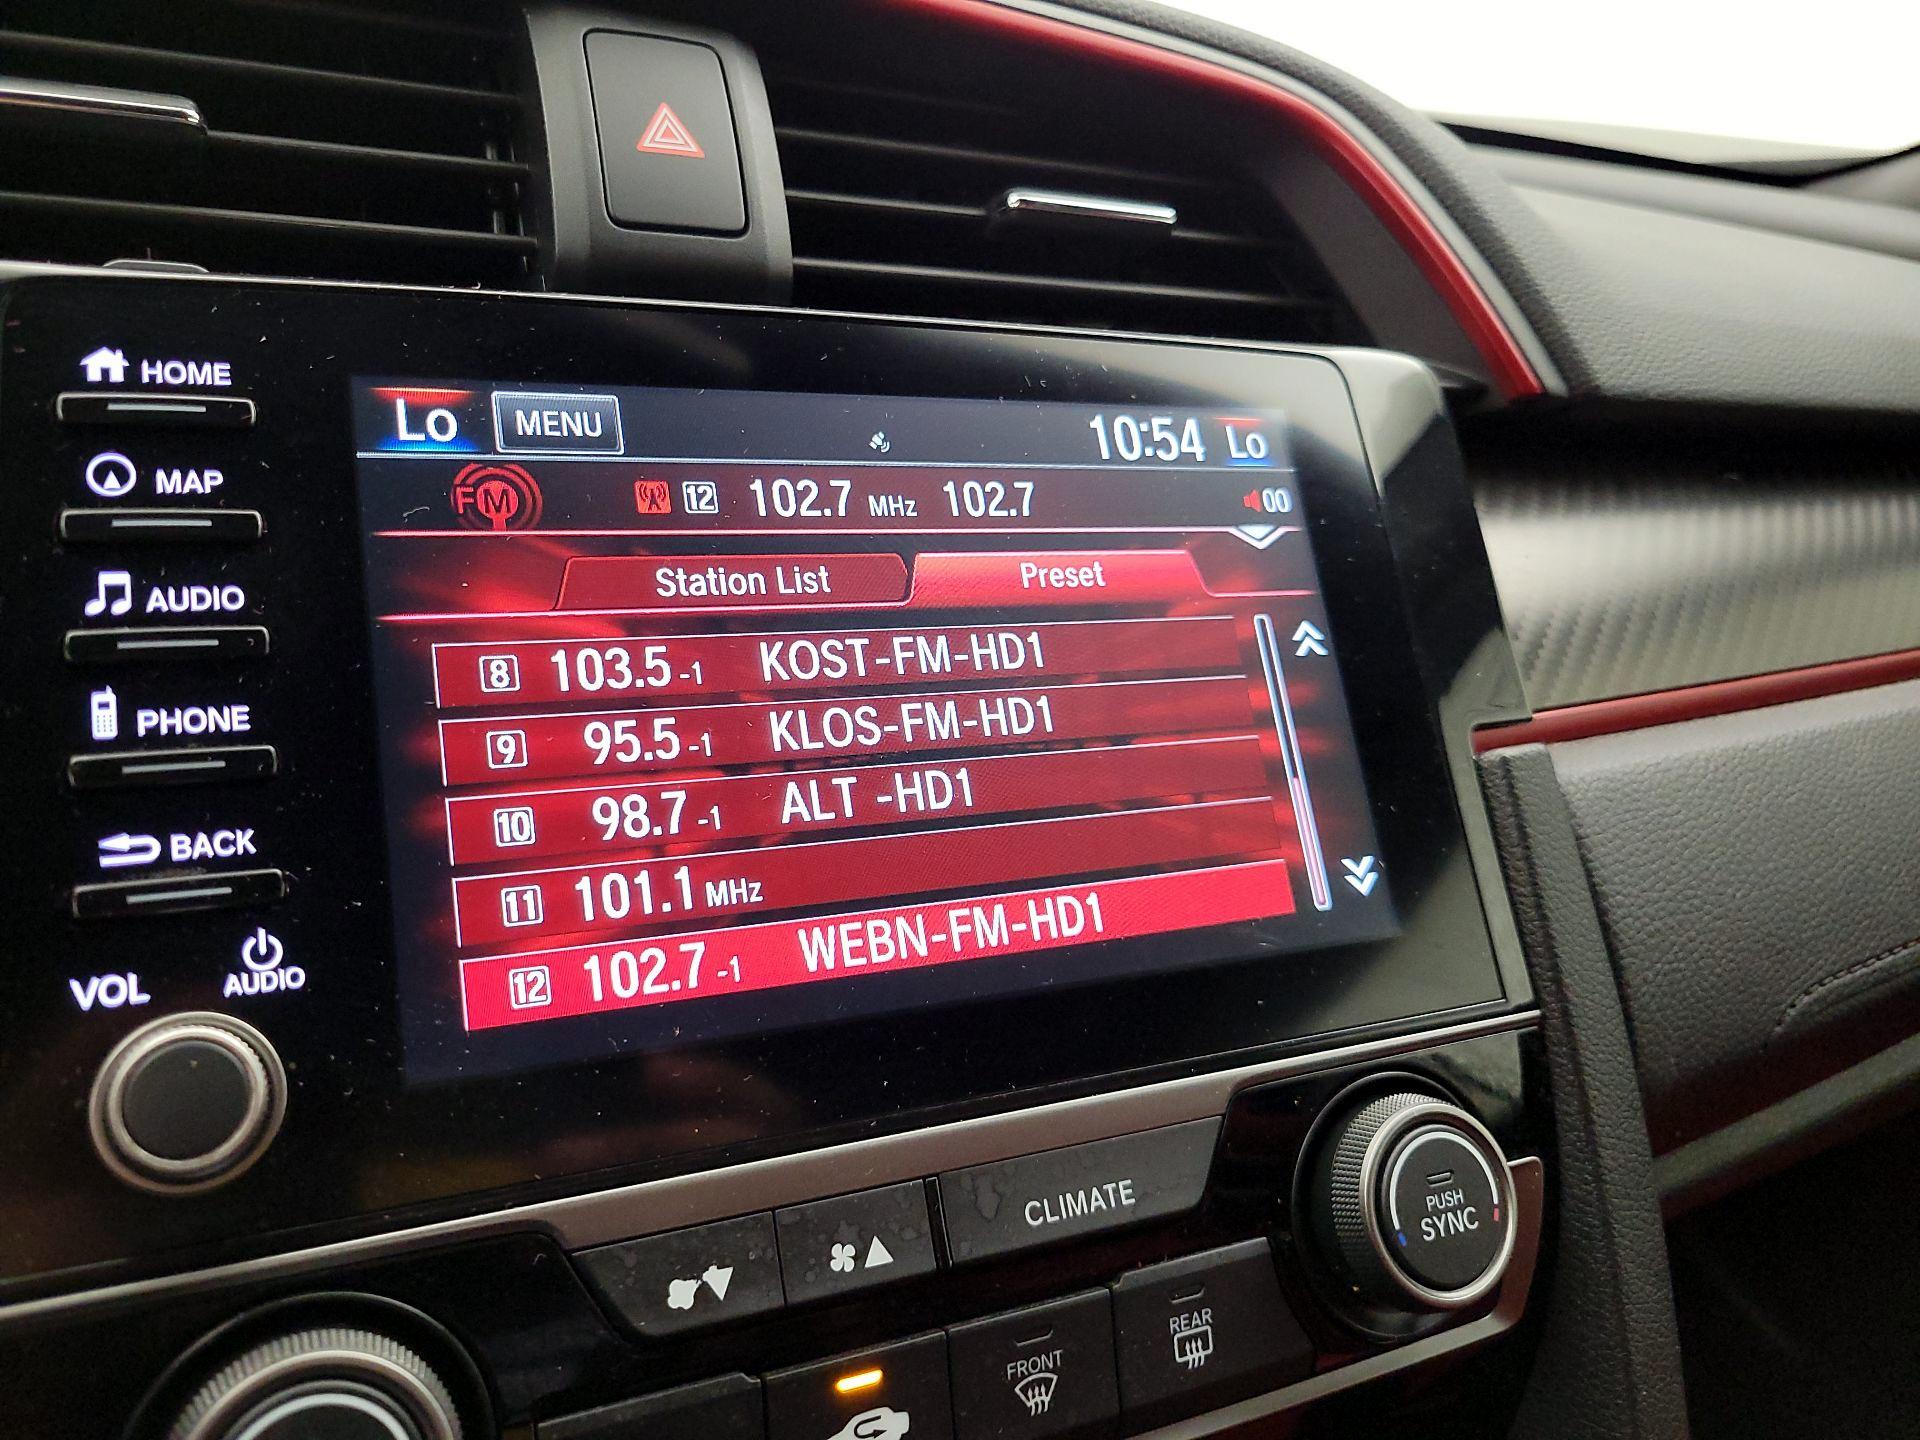 HOME
MAP
AUDIO
PHONE
BACK
VOL AUDIO
Lo MENU 10:54 Lo
FM 12 102.7 MHz 102.7 00
Station List Preset
8 103.5-1 KOST-FM-HD1
9 95.5-1 KLOS-FM-HD1
10 98.7-1 ALT -HD1
11 101.1 MHz
12 102.7-1 WEBN-FM-HD1
CLIMATE
PUSH
SYNC
FRONT
REAR